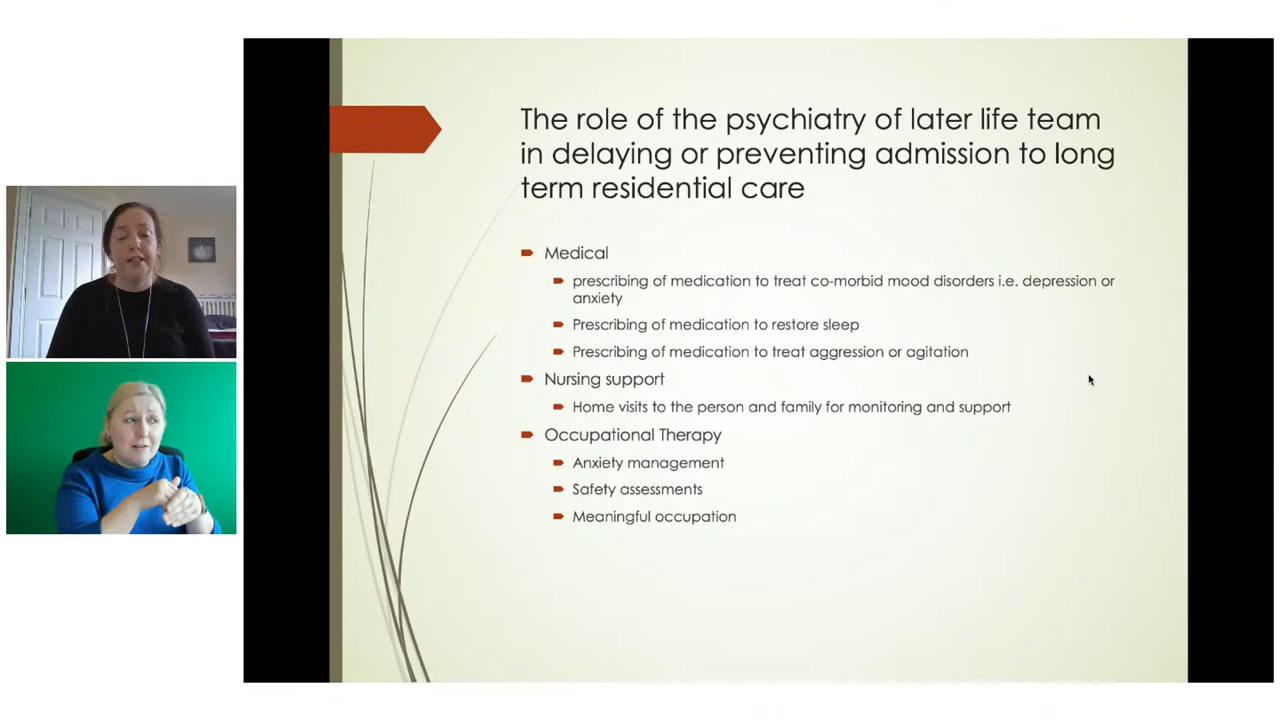 The role of the psychiatry of later life team
in delaying or preventing admission to long
term residential care
Medical
prescribing of medication to treat co-morbid mood disorders i.e. depression or
anxiety
Prescribing of medication to restore sleep
Prescribing of medication to treat aggression or agitation
Nursing support
Home visits to the person and family for monitoring and support
Occupational Therapy
Anxiety management
Safety assessments
Meaningful occupation